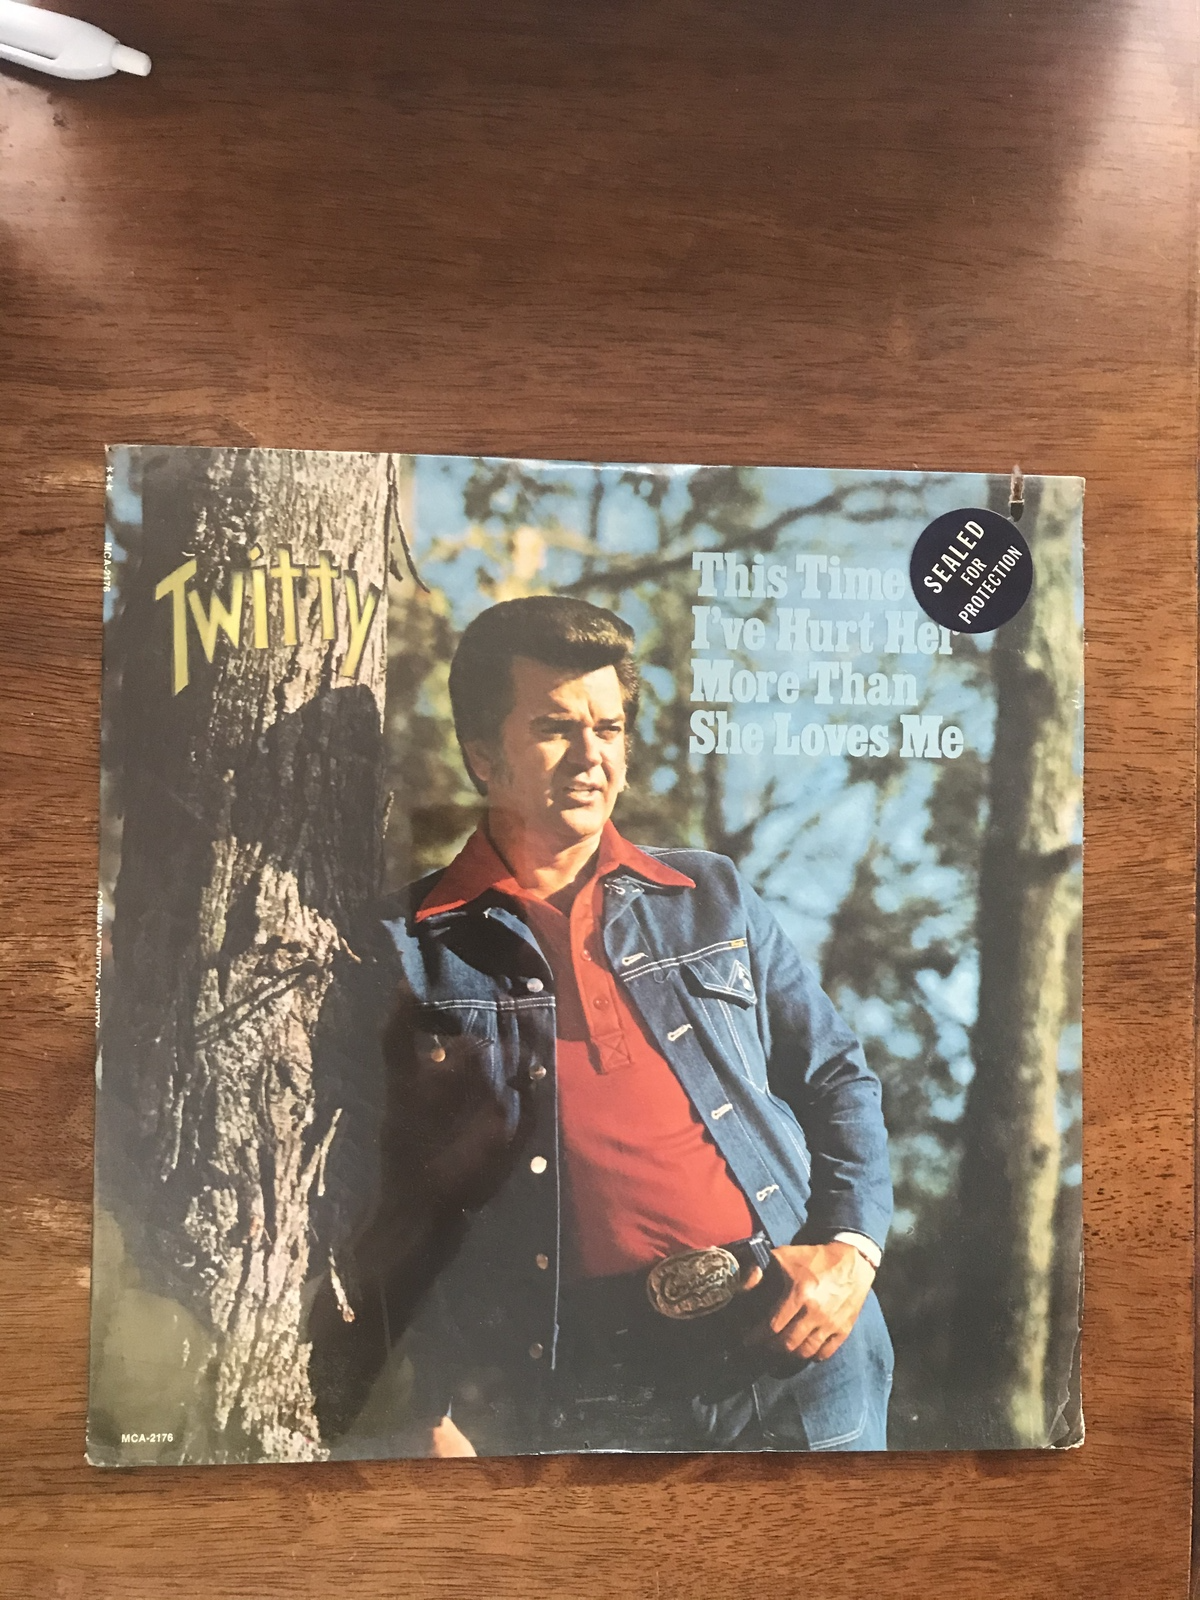 Twitty
This Time
I've Hurt Her
More Than
She Loves Me
SEALED
FOR
PROTECTION
MCA-2176
CONWAY TWITTY · TWITTY
MCA-2176